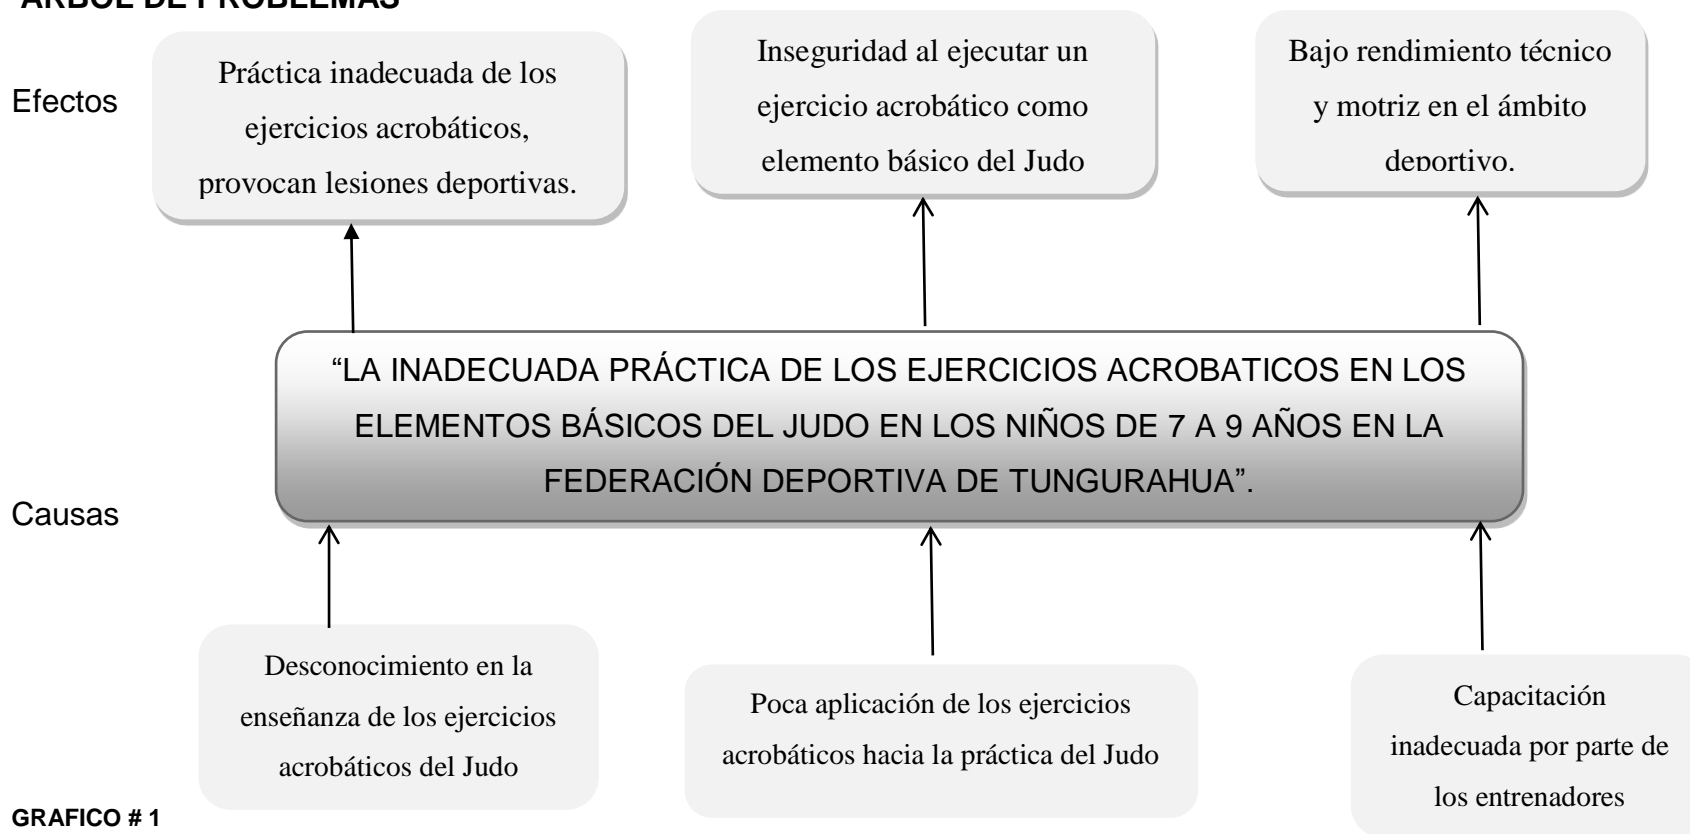 ARBOL DE PROBLEMAS
Efectos
Práctica inadecuada de los
ejercicios acrobáticos,
provocan lesiones deportivas.
Inseguridad al ejecutar un
ejercicio acrobático como
elemento básico del Judo
Bajo rendimiento técnico
y motriz en el ámbito
deportivo.
“LA INADECUADA PRÁCTICA DE LOS EJERCICIOS ACROBATICOS EN LOS
ELEMENTOS BÁSICOS DEL JUDO EN LOS NIÑOS DE 7 A 9 AÑOS EN LA
FEDERACIÓN DEPORTIVA DE TUNGURAHUA”.
Causas
Desconocimiento en la
enseñanza de los ejercicios
acrobáticos del Judo
Poca aplicación de los ejercicios
acrobáticos hacia la práctica del Judo
Capacitación
inadecuada por parte de
los entrenadores
GRAFICO # 1